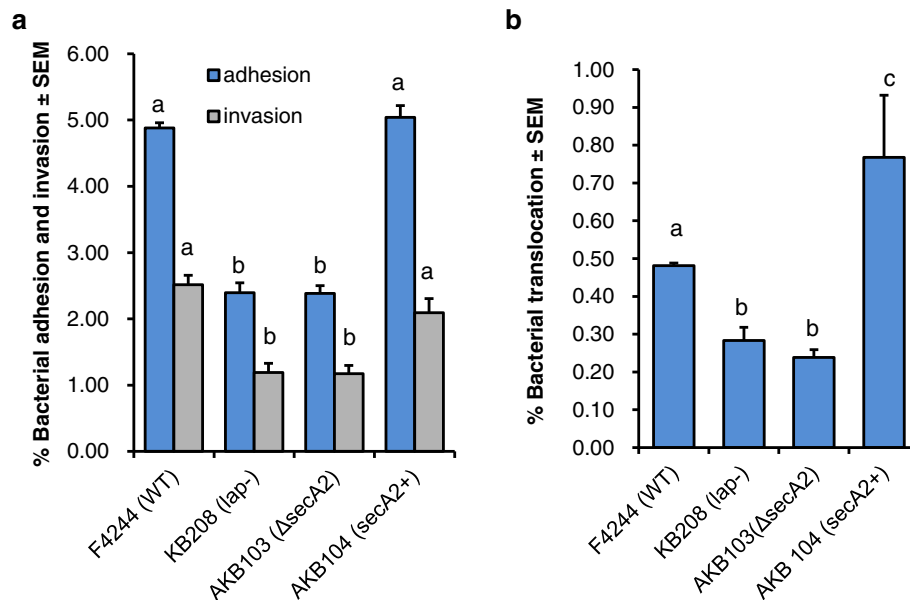 a
% Bacterial adhesion and invasion ± SEM
6.00
5.00
4.00
3.00
2.00
1.00
0.00
adhesion
invasion
a
a
b
b
b
b
a
a
F4244 (WT)
KB208 (lap-)
AKB103 (ΔsecA2)
AKB104 (secA2+)
b
% Bacterial translocation ± SEM
1.00
0.90
0.80
0.70
0.60
0.50
0.40
0.30
0.20
0.10
0.00
a
b
b
c
F4244 (WT)
KB208 (lap-)
AKB103(ΔsecA2)
AKB 104 (secA2+)